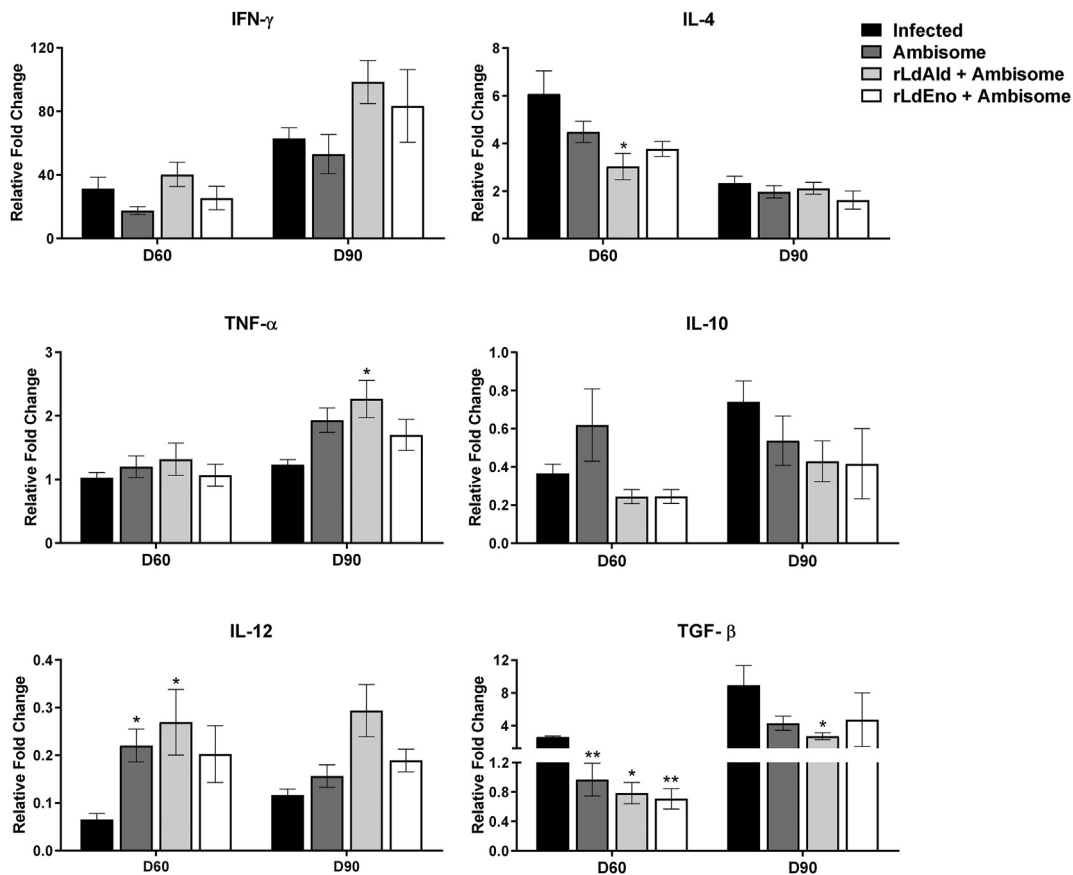 IFN-γ
Relative Fold Change
120
80
40
0
D60
D90
IL-4
Relative Fold Change
8
6
4
2
0
*
D60
D90
Infected
Ambisome
rLdAld + Ambisome
rLdEno + Ambisome
TNF-α
Relative Fold Change
3
2
1
0
*
D60
D90
IL-10
Relative Fold Change
1.0
0.8
0.6
0.4
0.2
0.0
D60
D90
IL-12
Relative Fold Change
0.4
0.3
0.2
0.1
0.0
*
*
D60
D90
TGF- β
Relative Fold Change
12
8
4
1.2
0.8
0.4
0.0
**
*
**
*
D60
D90